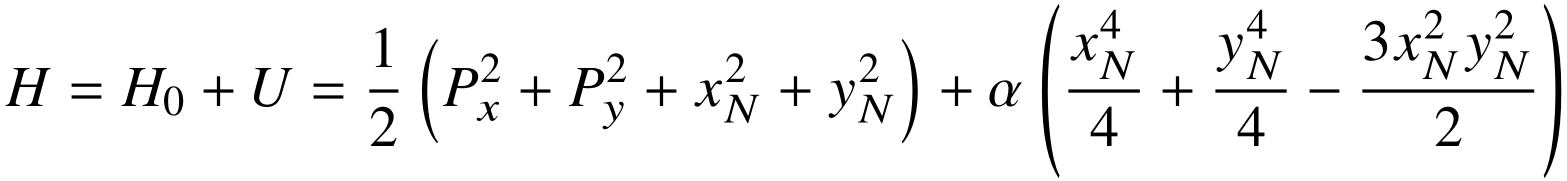 H = H_0 + U = \frac{1}{2} \left( P_x^2 + P_y^2 + x_N^2 + y_N^2 \right) + \alpha \left( \frac{x_N^4}{4} + \frac{y_N^4}{4} - \frac{3x_N^2 y_N^2}{2} \right)